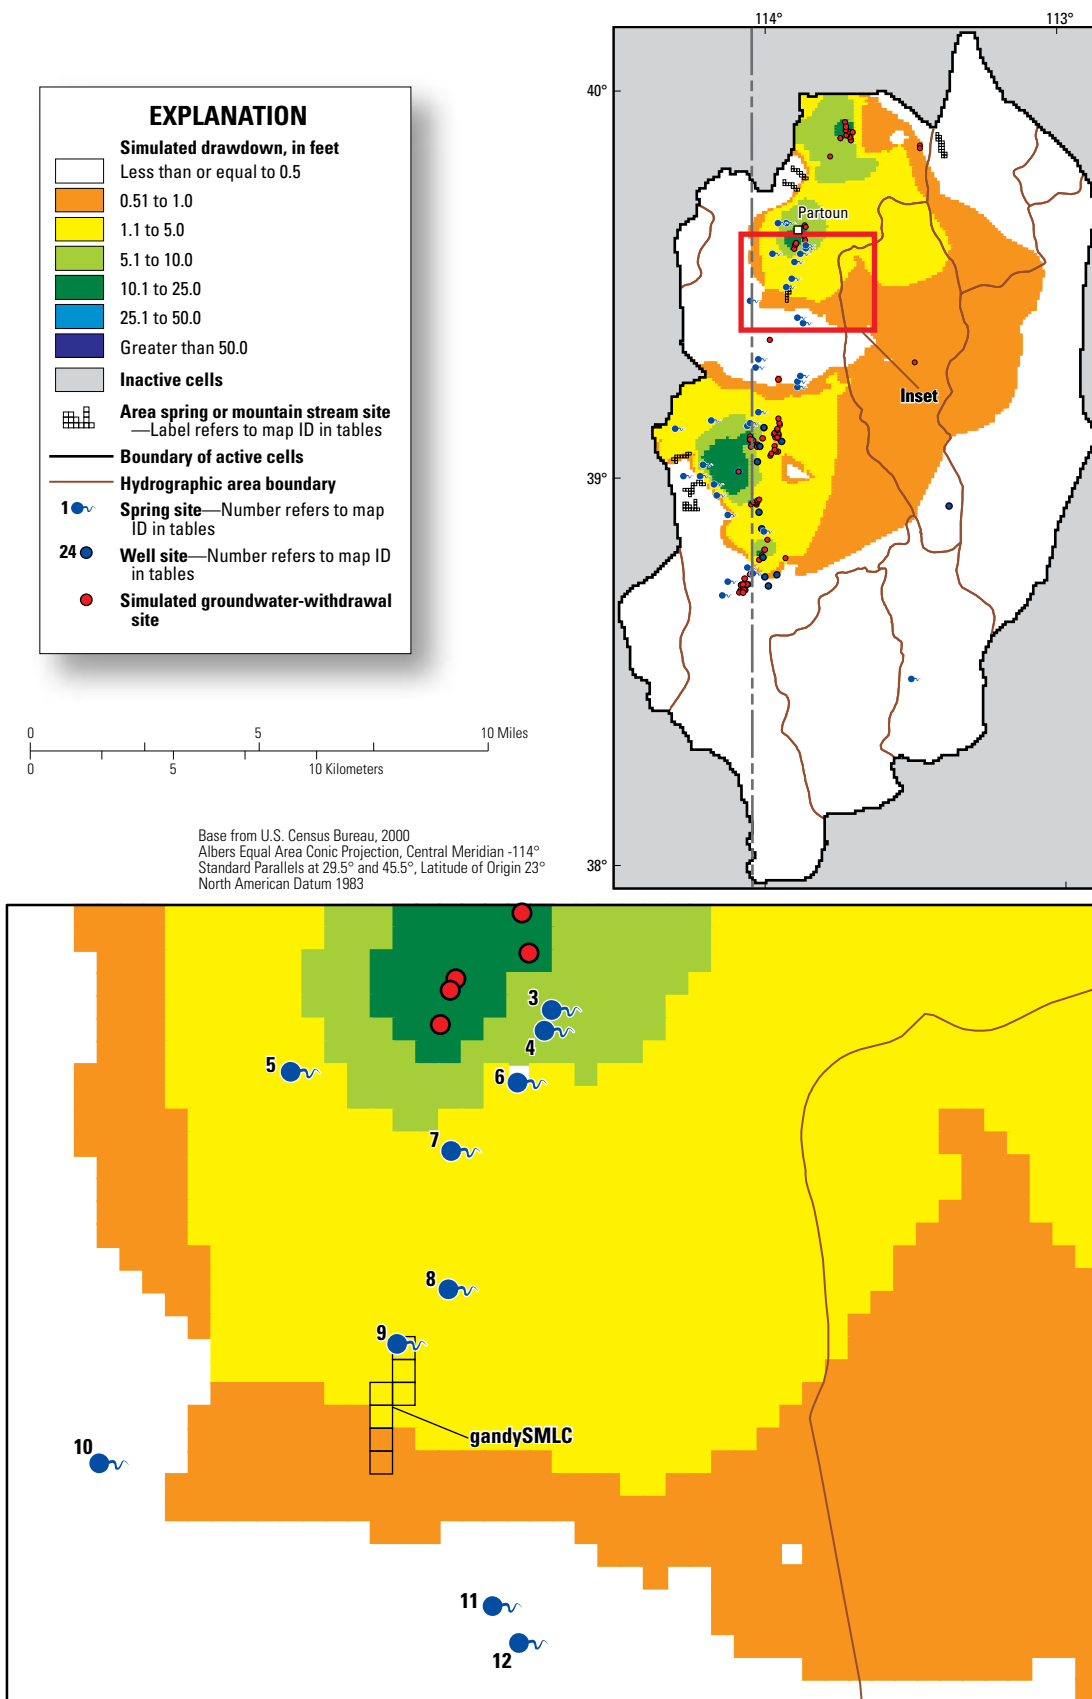 EXPLANATION
Simulated drawdown, in feet
Less than or equal to 0.5
0.51 to 1.0
1.1 to 5.0
5.1 to 10.0
10.1 to 25.0
25.1 to 50.0
Greater than 50.0
Inactive cells
Area spring or mountain stream site
—Label refers to map ID in tables
Boundary of active cells
Hydrographic area boundary
1 Spring site—Number refers to map
ID in tables
24 Well site—Number refers to map ID
in tables
Simulated groundwater-withdrawal
site
114° 113°
40°
Partoun
Inset
39°
38°
0 5 10 Miles
0 5 10 Kilometers
Base from U.S. Census Bureau, 2000
Albers Equal Area Conic Projection, Central Meridian -114°
Standard Parallels at 29.5° and 45.5°, Latitude of Origin 23°
North American Datum 1983
3
4
5
6
7
8
9
gandySMLC
10
11
12